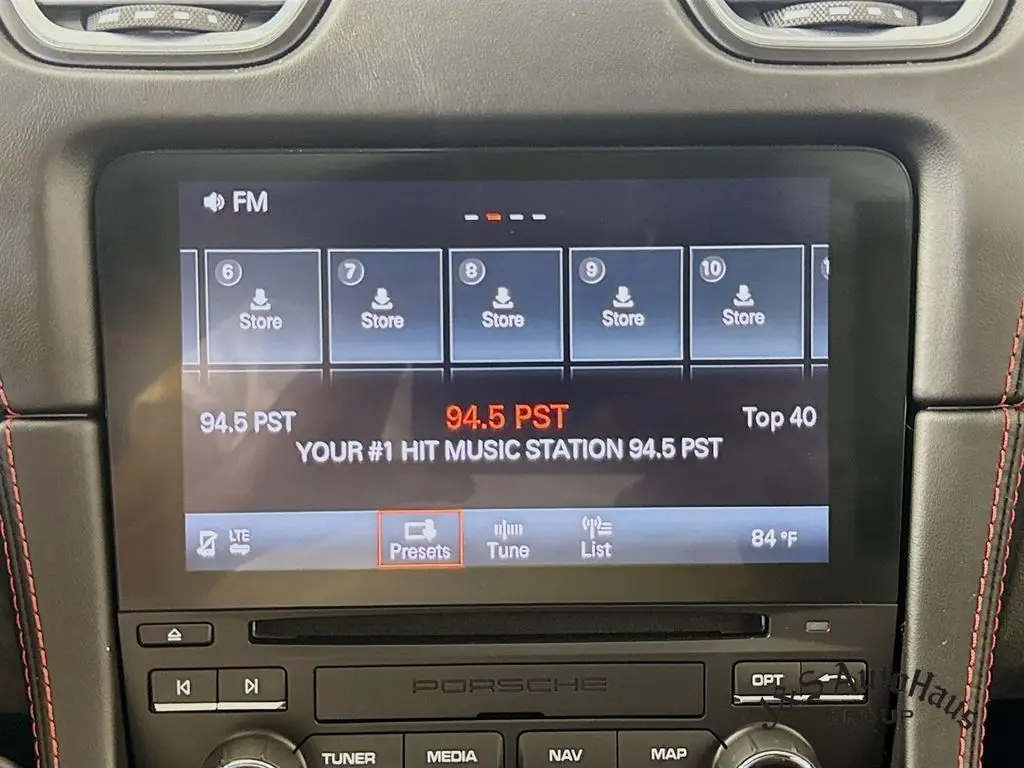 FM
6 7 8 9 10
Store Store Store Store Store
94.5 PST 94.5 PST Top 40
YOUR #1 HIT MUSIC STATION 94.5 PST
LTE Presets Tune List 84 °F
PORSCHE
OPT
AutoHaus
GROUP
TUNER MEDIA NAV MAP